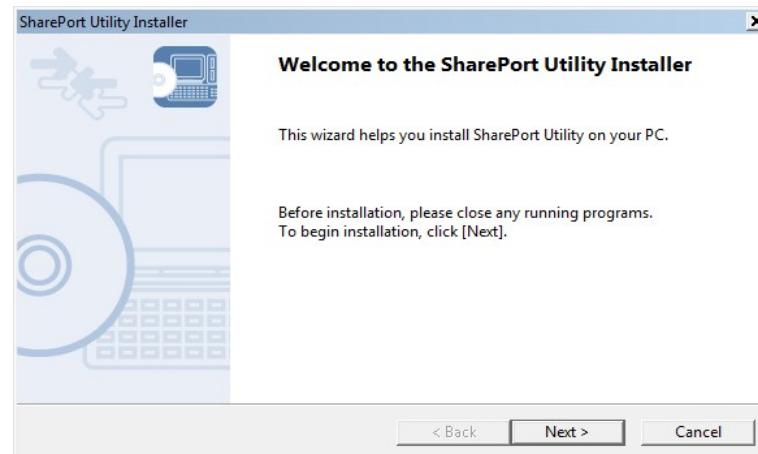 SharePort Utility Installer
Welcome to the SharePort Utility Installer
This wizard helps you install SharePort Utility on your PC.
Before installation, please close any running programs.
To begin installation, click [Next].
< Back Next > Cancel